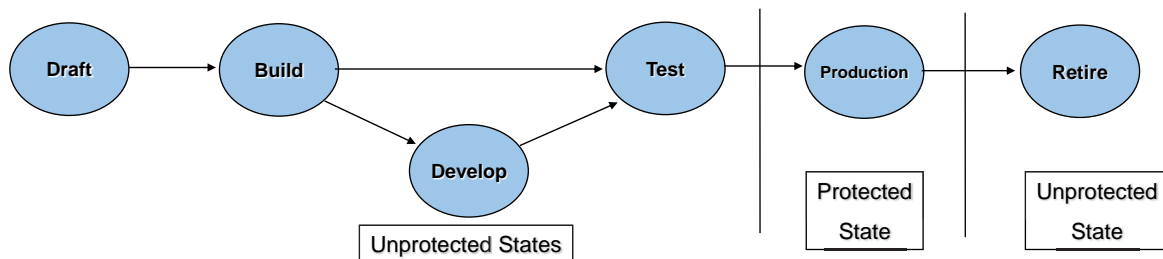 Draft
Build
Test
Production
Retire
Develop
Unprotected States
Protected
State
Unprotected
State